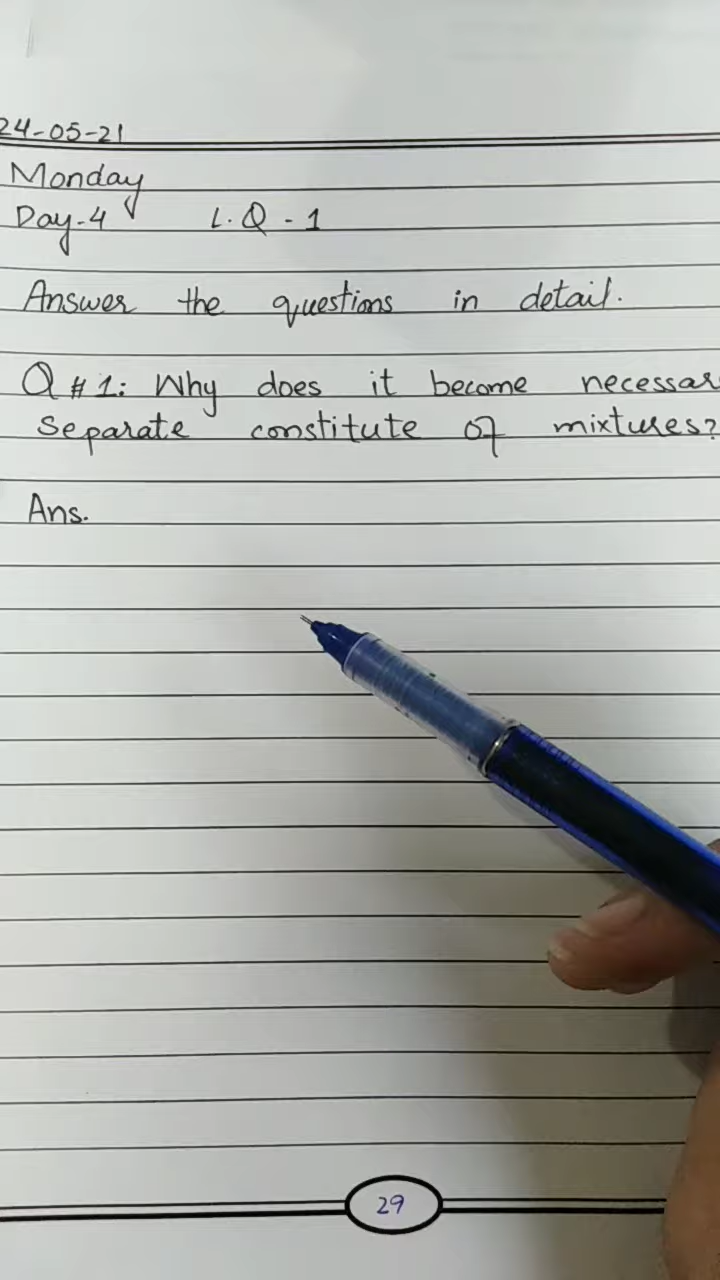 24-05-21
Monday
Day-4 L.Q-1
Answer the questions in detail.
Q#1: Why does it become necessar
separate constitute of mixtures?
Ans.
29